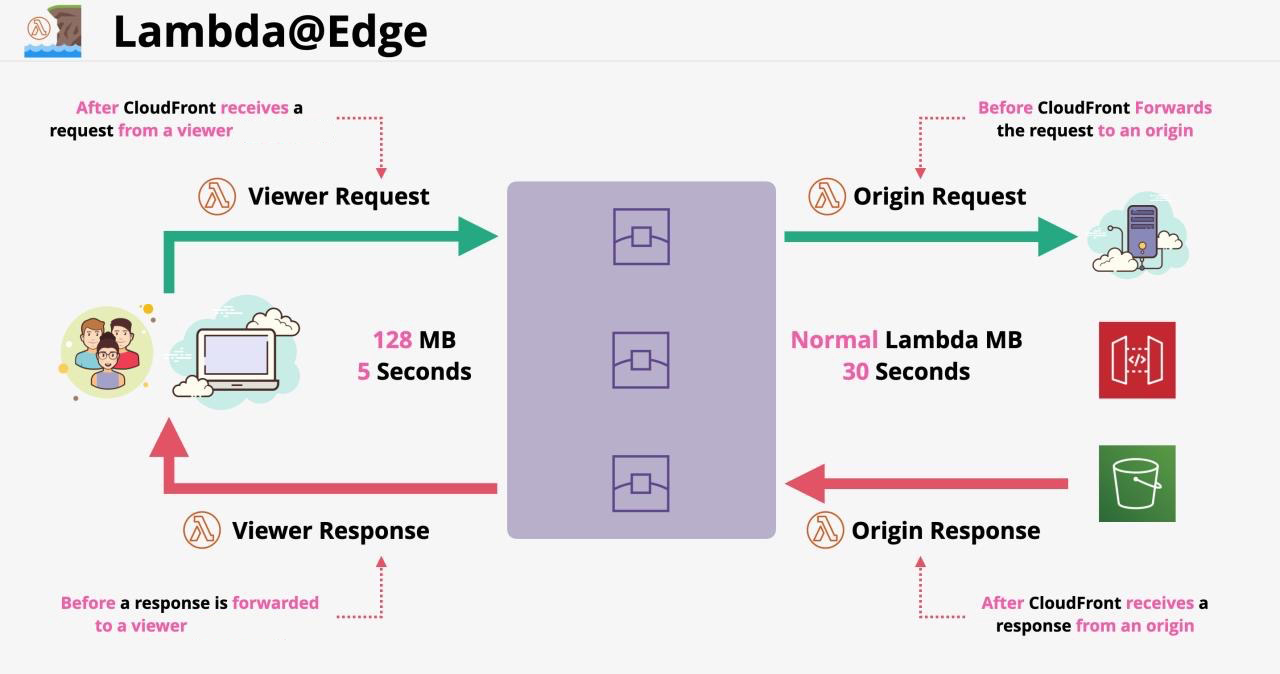 Lambda@Edge
After CloudFront receives a
request from a viewer
Before CloudFront Forwards
the request to an origin
Viewer Request
Origin Request
128 MB
5 Seconds
Normal Lambda MB
30 Seconds
Viewer Response
Origin Response
Before a response is forwarded
to a viewer
After CloudFront receives a
response from an origin